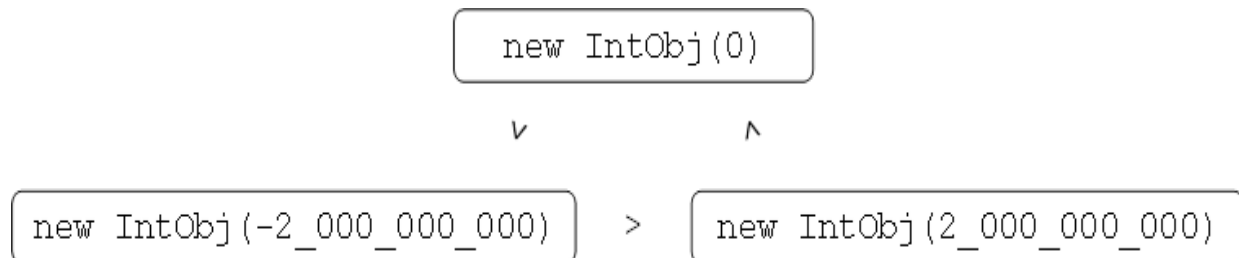 new IntObj(0)
v ʌ
new IntObj(-2_000_000_000) > new IntObj(2_000_000_000)